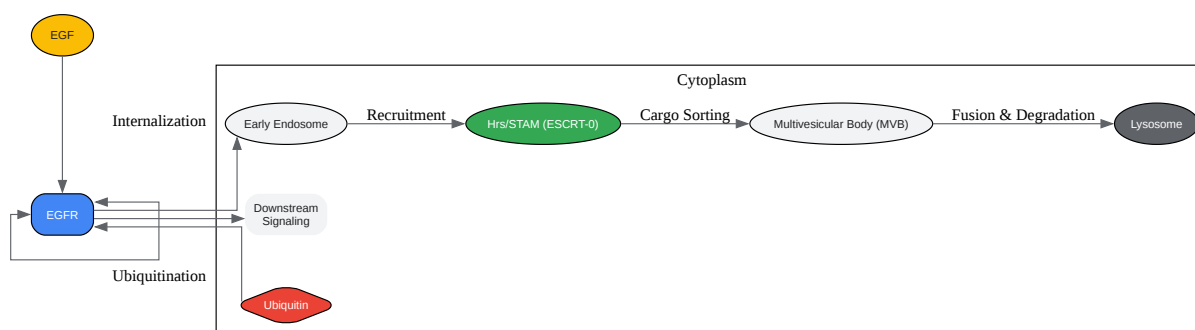 EGF
Cytoplasm
Internalization
Early Endosome
Recruitment
Hrs/STAM (ESCRT-0)
Cargo Sorting
Multivesicular Body (MVB)
Fusion & Degradation
Lysosome
EGFR
Downstream
Signaling
Ubiquitination
Ubiquitin